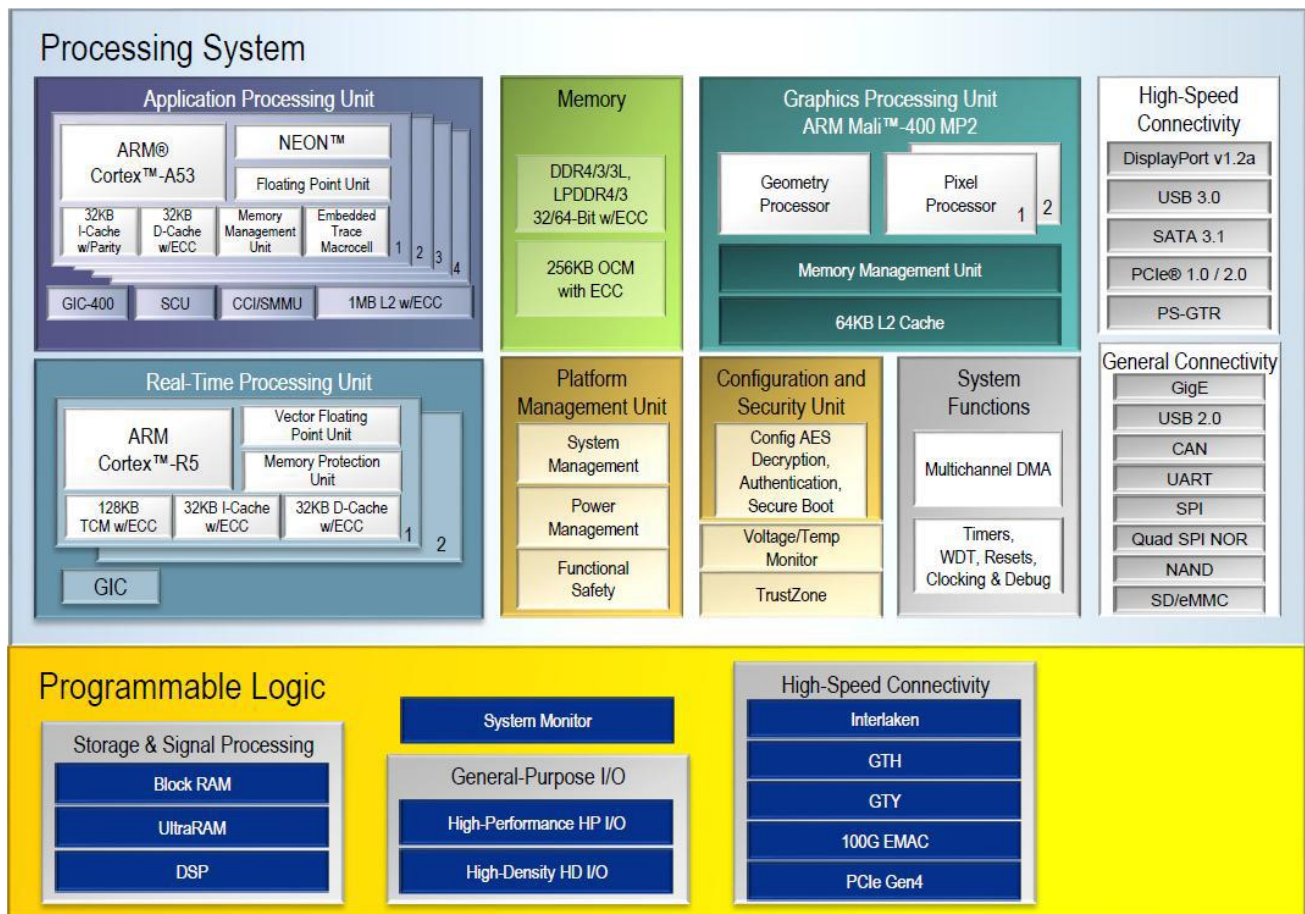 Processing System
Application Processing Unit
ARM®
Cortex™-A53
NEON™
Floating Point Unit
32KB
I-Cache
w/Parity
32KB
D-Cache
w/ECC
Memory
Management
Unit
Embedded
Trace
Macrocell
1
2
3
4
GIC-400
SCU
CCI/SMMU
1MB L2 w/ECC
Memory
DDR4/3/3L,
LPDDR4/3
32/64-Bit w/ECC
256KB OCM
with ECC
Graphics Processing Unit
ARM Mali™-400 MP2
Geometry
Processor
Pixel
Processor
1
2
Memory Management Unit
64KB L2 Cache
High-Speed
Connectivity
DisplayPort v1.2a
USB 3.0
SATA 3.1
PCIe® 1.0 / 2.0
PS-GTR
Real-Time Processing Unit
ARM
Cortex™-R5
Vector Floating
Point Unit
Memory Protection
Unit
128KB
TCM w/ECC
32KB I-Cache
w/ECC
32KB D-Cache
w/ECC
1
2
GIC
Platform
Management Unit
System
Management
Power
Management
Functional
Safety
Configuration and
Security Unit
Config AES
Decryption,
Authentication,
Secure Boot
Voltage/Temp
Monitor
TrustZone
System
Functions
Multichannel DMA
Timers,
WDT, Resets,
Clocking & Debug
General Connectivity
GigE
USB 2.0
CAN
UART
SPI
Quad SPI NOR
NAND
SD/eMMC
Programmable Logic
Storage & Signal Processing
Block RAM
UltraRAM
DSP
System Monitor
General-Purpose I/O
High-Performance HP I/O
High-Density HD I/O
High-Speed Connectivity
Interlaken
GTH
GTY
100G EMAC
PCIe Gen4